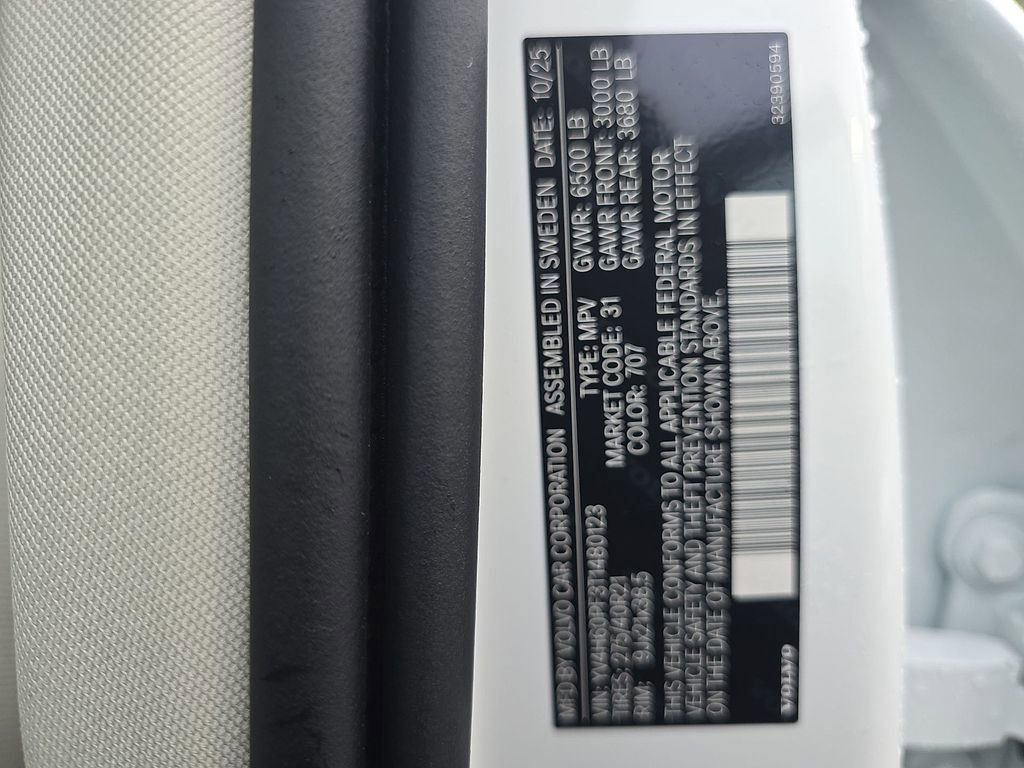 MFD BY VOLVO CAR CORPORATION ASSEMBLED IN SWEDEN DATE: 10/25
VIN: TYPE: MPV GVWR: 6500 LB
TIRES: 275/40R21 MARKET CODE: 31 GAWR FRONT: 3000 LB
RIM: COLOR: 707 GAWR REAR: 3680 LB
THIS VEHICLE CONFORMS TO ALL APPLICABLE FEDERAL MOTOR
VEHICLE SAFETY AND THEFT PREVENTION STANDARDS IN EFFECT
ON THE DATE OF MANUFACTURE SHOWN ABOVE.
VOLVO
32390594